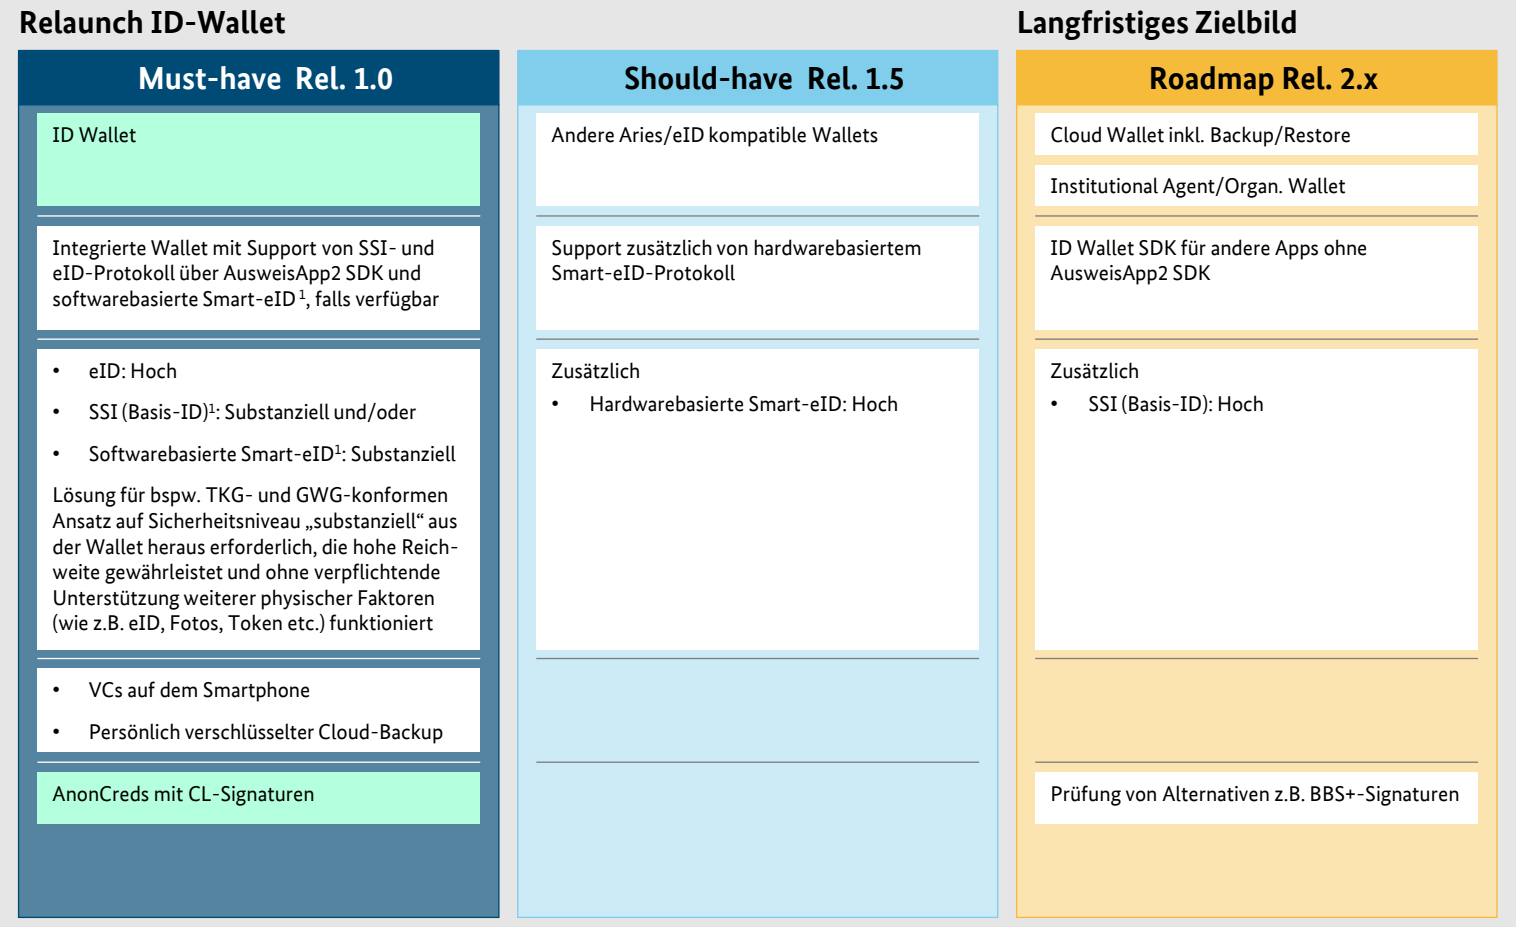 Relaunch ID-Wallet
Langfristiges Zielbild
Must-have Rel. 1.0
ID Wallet
Integrierte Wallet mit Support von SSI- und
eID-Protokoll über AusweisApp2 SDK und
softwarebasierte Smart-eID¹, falls verfügbar
• eID: Hoch
• SSI (Basis-ID)¹: Substanziell und/oder
• Softwarebasierte Smart-eID¹: Substanziell
Lösung für bspw. TKG- und GWG-konformen
Ansatz auf Sicherheitsniveau „substanziell“ aus
der Wallet heraus erforderlich, die hohe Reich-
weite gewährleistet und ohne verpflichtende
Unterstützung weiterer physischer Faktoren
(wie z.B. eID, Fotos, Token etc.) funktioniert
• VCs auf dem Smartphone
• Persönlich verschlüsselter Cloud-Backup
AnonCreds mit CL-Signaturen
Should-have Rel. 1.5
Andere Aries/eID kompatible Wallets
Support zusätzlich von hardwarebasiertem
Smart-eID-Protokoll
Zusätzlich
• Hardwarebasierte Smart-eID: Hoch
Roadmap Rel. 2.x
Cloud Wallet inkl. Backup/Restore
Institutional Agent/Organ. Wallet
ID Wallet SDK für andere Apps ohne
AusweisApp2 SDK
Zusätzlich
• SSI (Basis-ID): Hoch
Prüfung von Alternativen z.B. BBS+-Signaturen